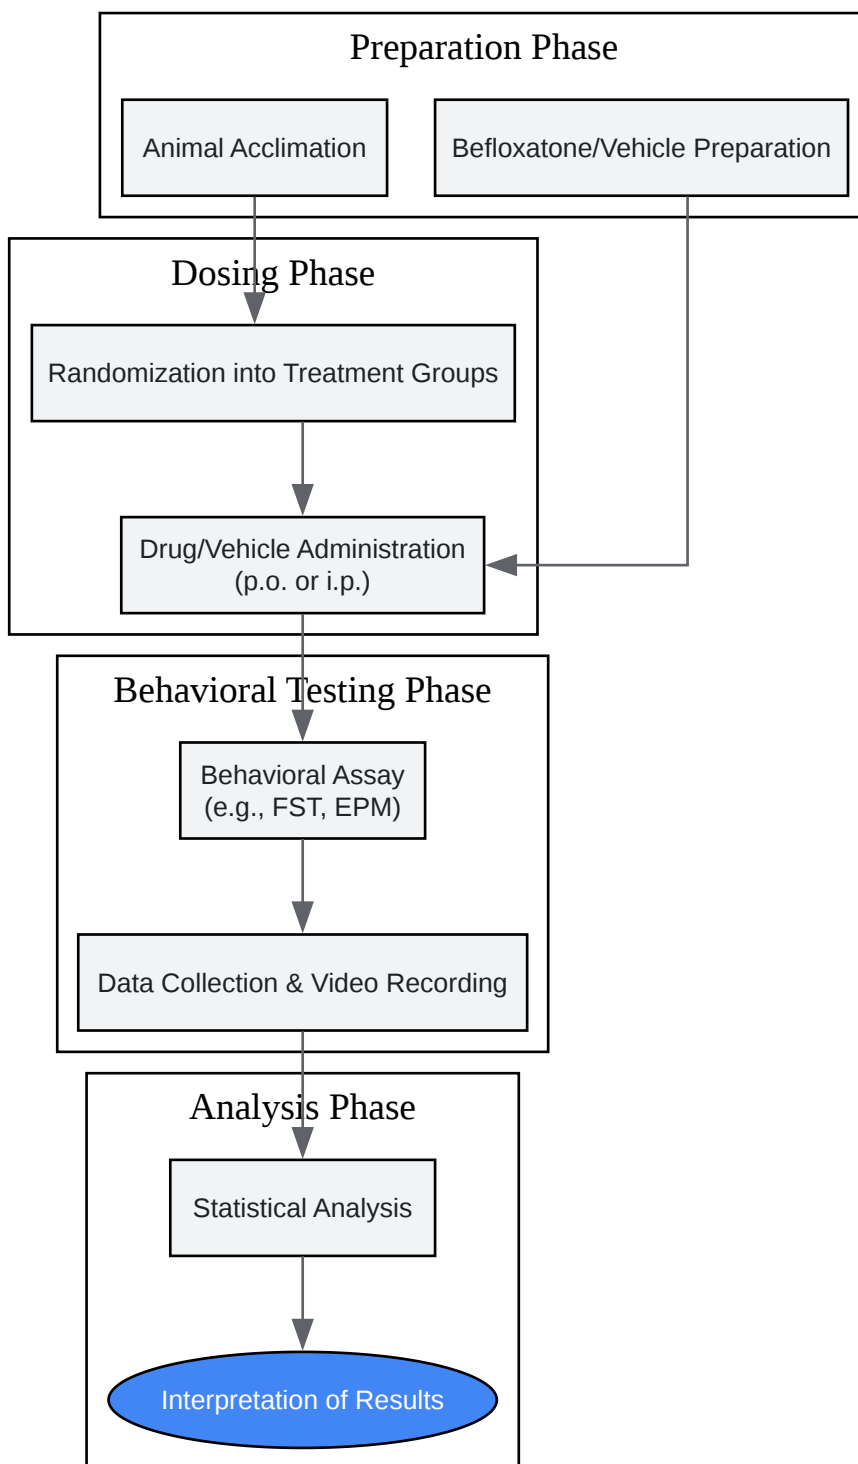 Preparation Phase
Animal Acclimation
Befloxatone/Vehicle Preparation
Dosing Phase
Randomization into Treatment Groups
Drug/Vehicle Administration
(p.o. or i.p.)
Behavioral Testing Phase
Behavioral Assay
(e.g., FST, EPM)
Data Collection & Video Recording
Analysis Phase
Statistical Analysis
Interpretation of Results